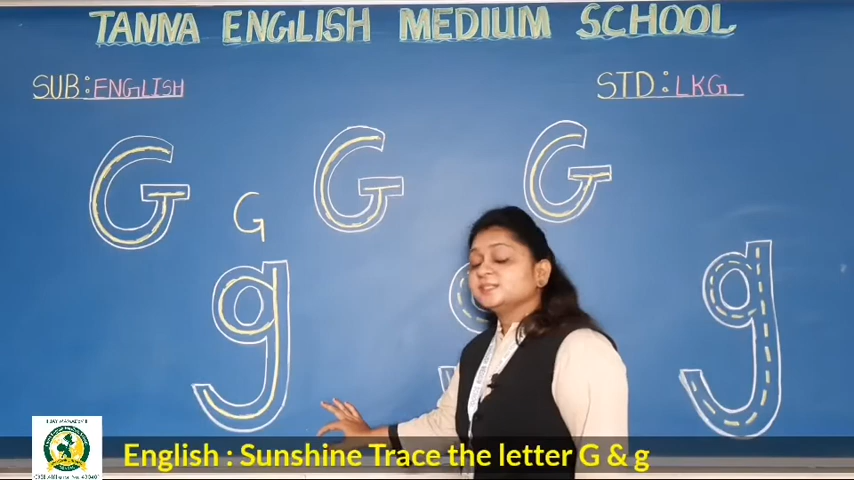 TANNA ENGLISH MEDIUM SCHOOL
SUB: ENGLISH
STD: LKG
G G G
G
g g
English : Sunshine Trace the letter G & g